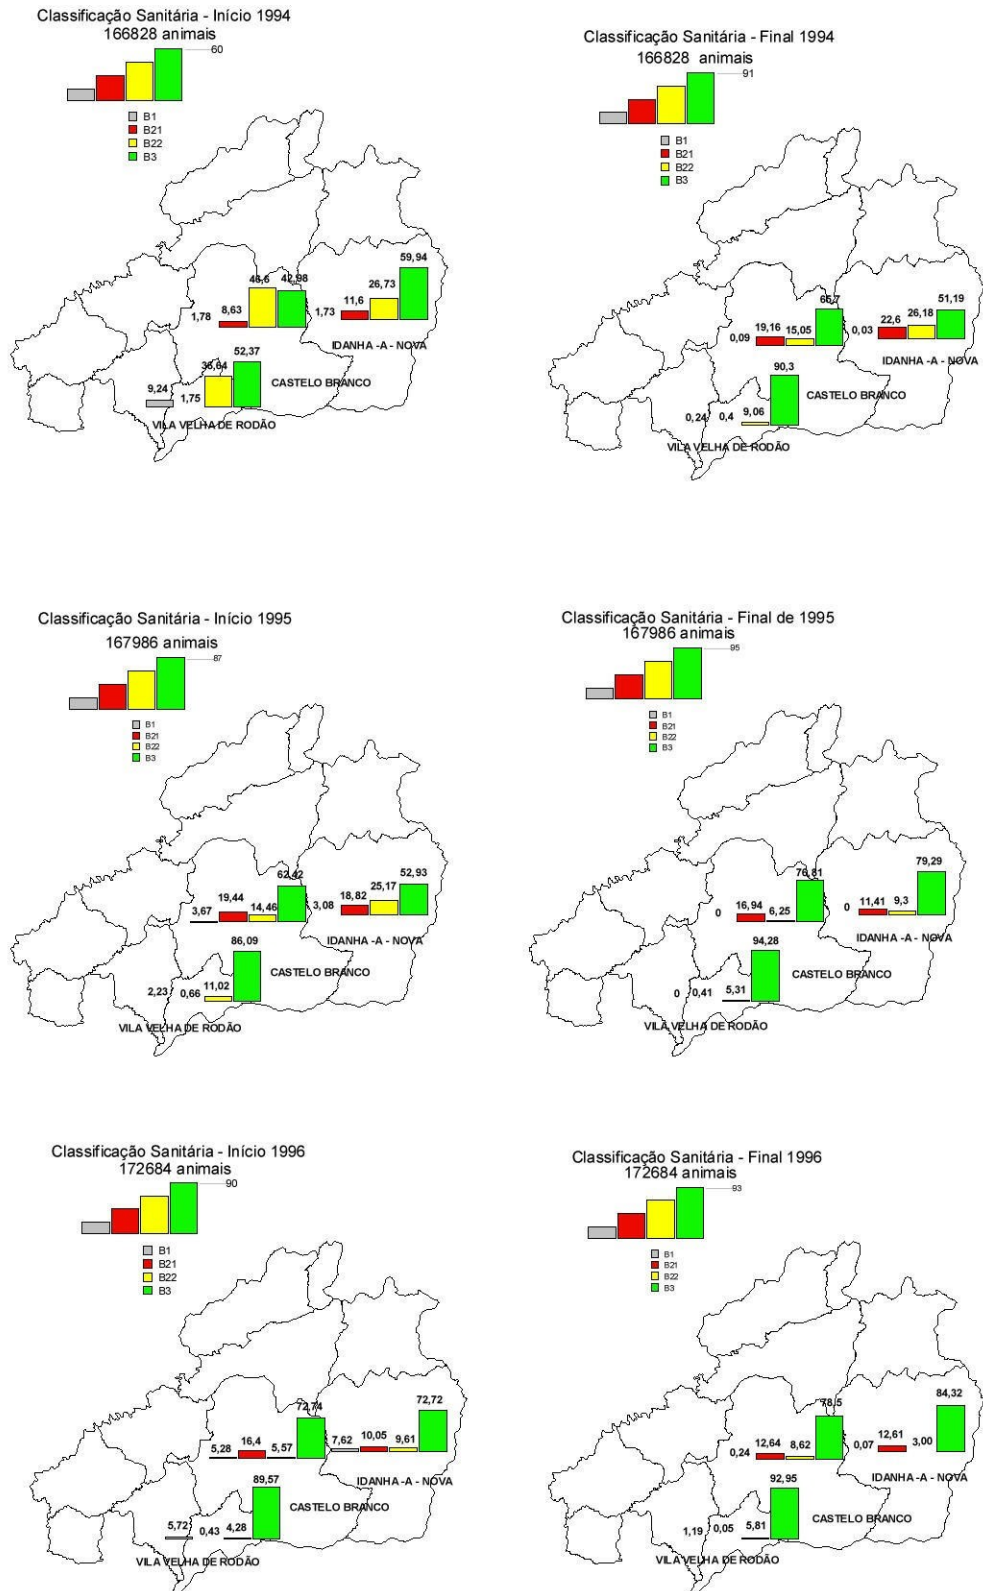 Classificação Sanitária - Início 1994
166828 animais
60
B1
B21
B22
B3
59,94
46,6
42,98
26,73
8,63
11,6
1,78
1,73
IDANHA -A - NOVA
52,37
36,64
CASTELO BRANCO
9,24
1,75
VILA VELHA DE RODÃO
Classificação Sanitária - Final 1994
166828 animais
91
B1
B21
B22
B3
65,7
51,19
19,16
15,05
22,6
26,18
0,09
0,03
IDANHA -A - NOVA
90,3
CASTELO BRANCO
0,24
0,4
9,06
VILA VELHA DE RODÃO
Classificação Sanitária - Início 1995
167986 animais
87
B1
B21
B22
B3
62,42
52,93
19,44
14,46
18,82
25,17
3,67
3,08
IDANHA -A - NOVA
86,09
CASTELO BRANCO
2,23
0,66
11,02
VILA VELHA DE RODÃO
Classificação Sanitária - Final de 1995
167986 animais
95
B1
B21
B22
B3
76,81
79,29
0
16,94
6,25
0
11,41
9,3
IDANHA -A - NOVA
94,28
CASTELO BRANCO
0
0,41
5,31
VILA VELHA DE RODÃO
Classificação Sanitária - Início 1996
172684 animais
90
B1
B21
B22
B3
72,74
72,72
5,28
16,4
5,57
7,62
10,05
9,61
IDANHA -A - NOVA
89,57
CASTELO BRANCO
5,72
0,43
4,28
VILA VELHA DE RODÃO
Classificação Sanitária - Final 1996
172684 animais
93
B1
B21
B22
B3
78,5
84,32
0,24
12,64
8,62
0,07
12,61
3,00
IDANHA -A - NOVA
92,95
CASTELO BRANCO
1,19
0,05
5,81
VILA VELHA DE RODÃO